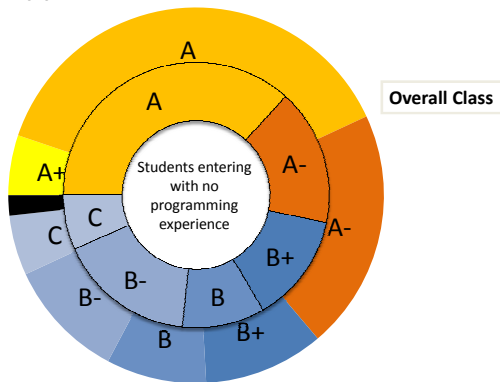 A
A
Overall Class
A+
Students entering
with no
programming
experience
A-
A-
C
C
B+
B-
B-
B
B+
B